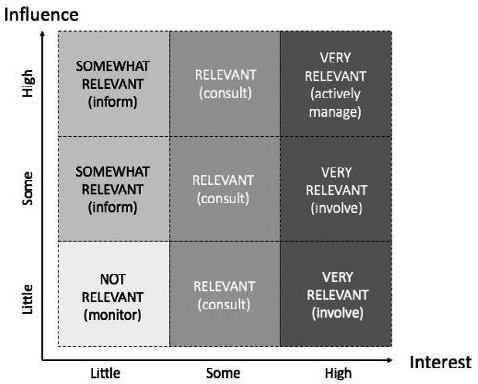 Influence
High
SOMEWHAT
RELEVANT
(inform)
RELEVANT
(consult)
VERY
RELEVANT
(actively
manage)
Some
SOMEWHAT
RELEVANT
(inform)
RELEVANT
(consult)
VERY
RELEVANT
(involve)
Little
NOT
RELEVANT
(monitor)
RELEVANT
(consult)
VERY
RELEVANT
(involve)
Little
Some
High
Interest